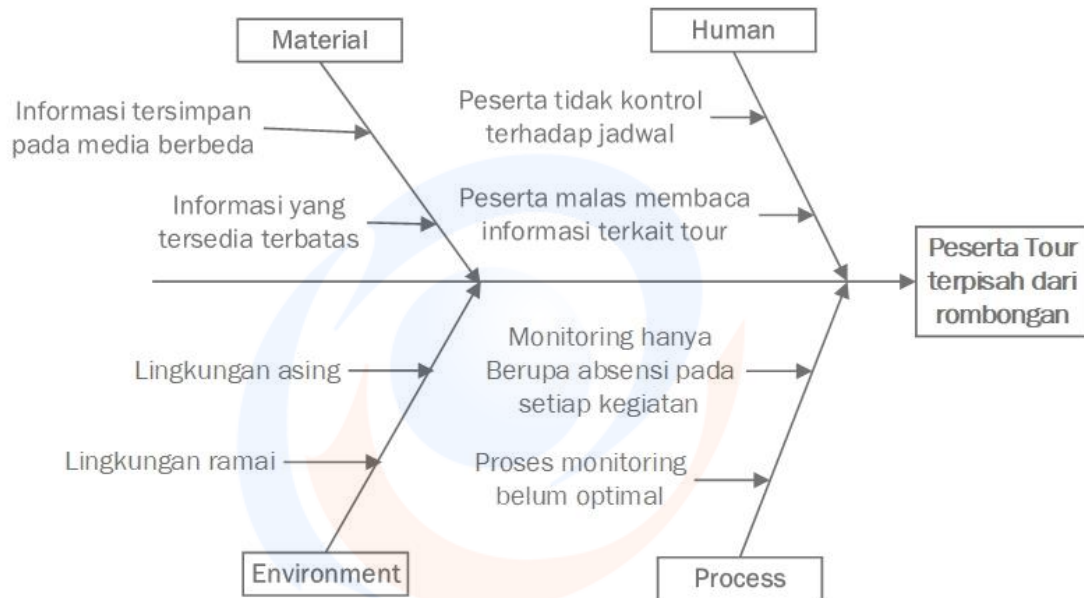 Material
Human
Informasi tersimpan
pada media berbeda
Peserta tidak kontrol
terhadap jadwal
Informasi yang
tersedia terbatas
Peserta malas membaca
informasi terkait tour
Peserta Tour
terpisah dari
rombongan
Lingkungan asing
Monitoring hanya
Berupa absensi pada
setiap kegiatan
Lingkungan ramai
Proses monitoring
belum optimal
Environment
Process